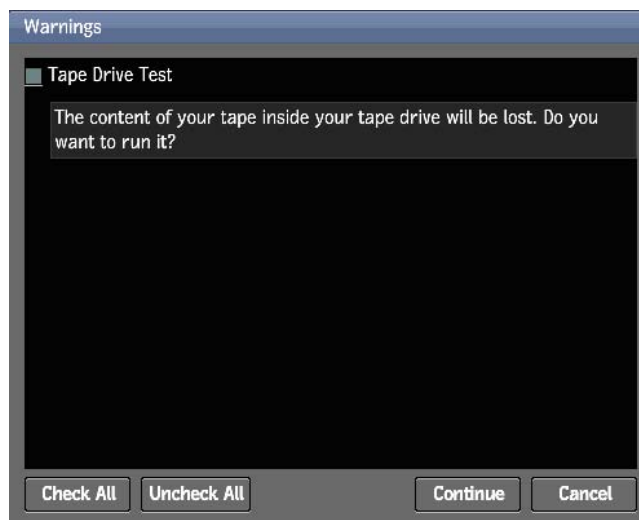 Warnings
Tape Drive Test
The content of your tape inside your tape drive will be lost. Do you
want to run it?
Check All Uncheck All Continue Cancel